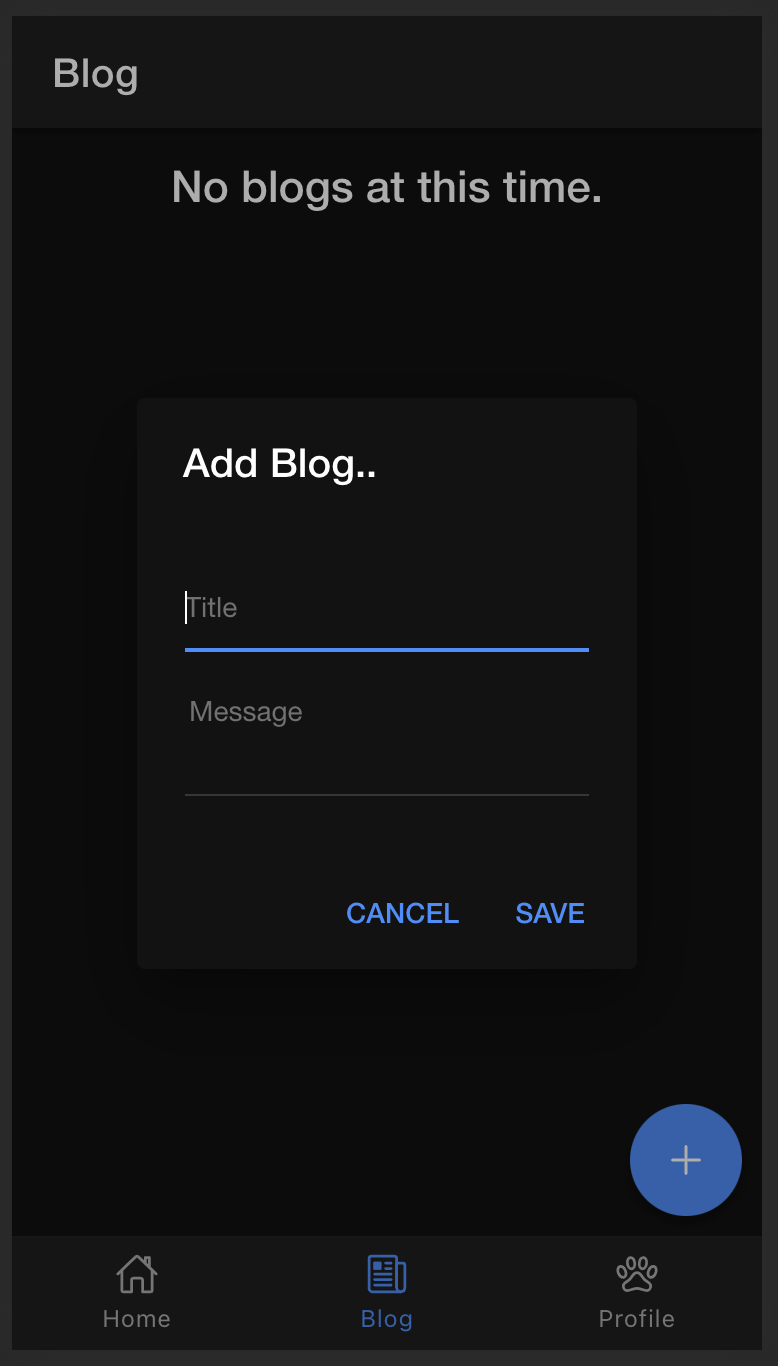 Blog
No blogs at this time.
Add Blog..
Title
Message
CANCEL SAVE
Home Blog Profile